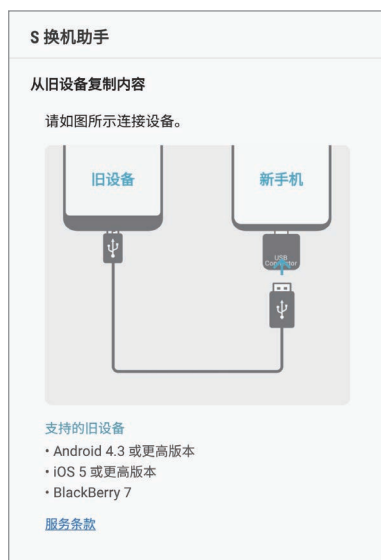 S 换机助手
从旧设备复制内容
请如图所示连接设备。
旧设备
新手机
USB
Connector
支持的旧设备
• Android 4.3 或更高版本
• iOS 5 或更高版本
• BlackBerry 7
服务条款